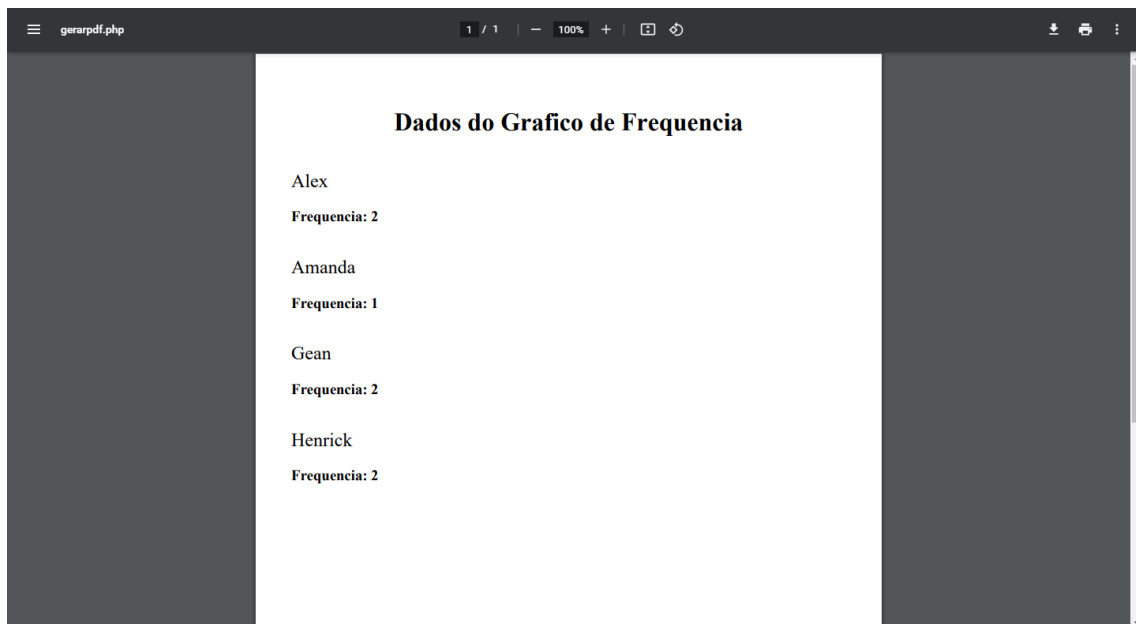 gerarpdf.php
1 / 1 | — 100% + |
Dados do Grafico de Frequencia
Alex
Frequencia: 2
Amanda
Frequencia: 1
Gean
Frequencia: 2
Henrick
Frequencia: 2